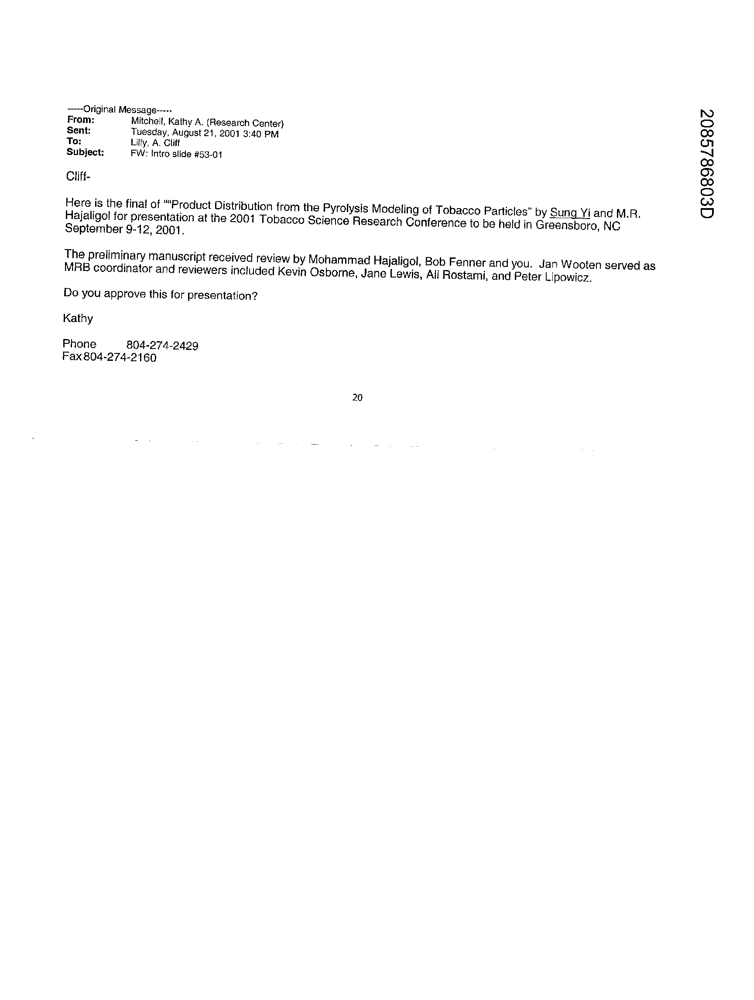 -----Original Message-----
From: Mitchell, Kathy A. (Research Center)
Sent: Tuesday, August 21, 2001 3:40 PM
To: Lilly, A. Cliff
Subject: FW: Intro slide #53-01
Cliff-
Here is the final of ""Product Distribution from the Pyrolysis Modeling of Tobacco Particles" by Sung Yi and M.R.
Hajaligol for presentation at the 2001 Tobacco Science Research Conference to be held in Greensboro, NC
September 9-12, 2001.
The preliminary manuscript received review by Mohammad Hajaligol, Bob Fenner and you. Jan Wooten served as
MRB coordinator and reviewers included Kevin Osborne, Jane Lewis, Ali Rostami, and Peter Lipowicz.
Do you approve this for presentation?
Kathy
Phone 804-274-2429
Fax804-274-2160
20
2085786803D